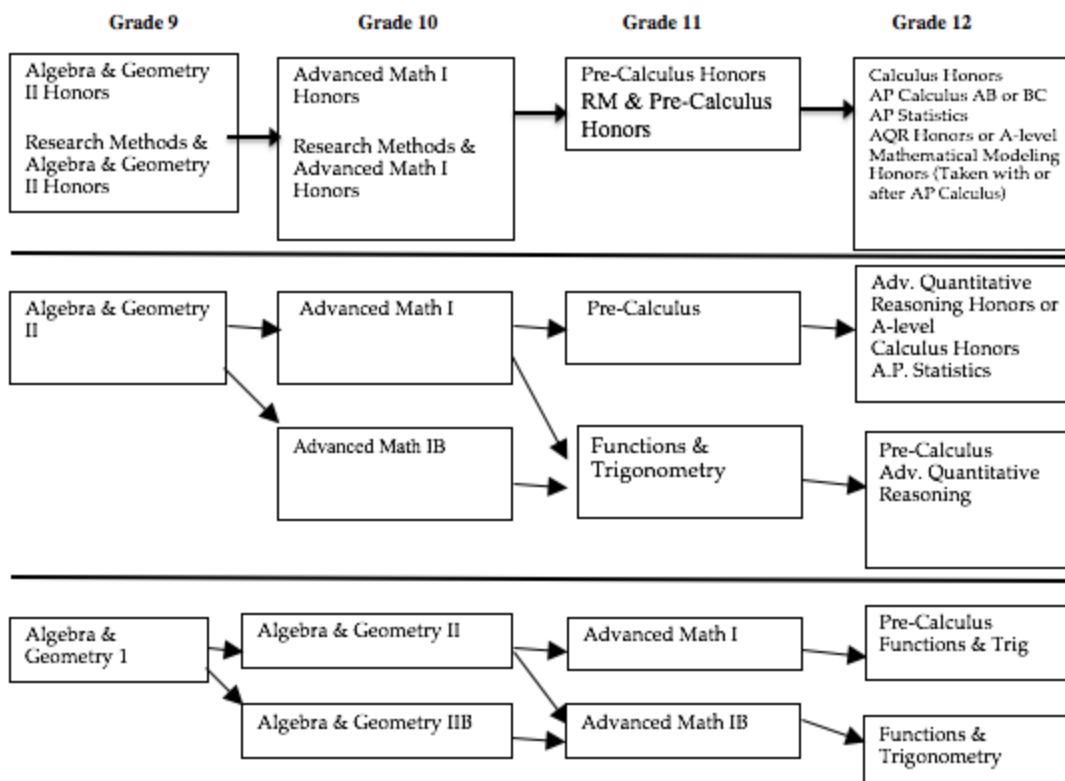 Grade 9
Grade 10
Grade 11
Grade 12
Algebra & Geometry
II Honors
Research Methods &
Algebra & Geometry
II Honors
Advanced Math I
Honors
Research Methods &
Advanced Math I
Honors
Pre-Calculus Honors
RM & Pre-Calculus
Honors
Calculus Honors
AP Calculus AB or BC
AP Statistics
AQR Honors or A-level
Mathematical Modeling
Honors (Taken with or
after AP Calculus)
Algebra & Geometry
II
Advanced Math I
Pre-Calculus
Adv. Quantitative
Reasoning Honors or
A-level
Calculus Honors
A.P. Statistics
Advanced Math IB
Functions &
Trigonometry
Pre-Calculus
Adv. Quantitative
Reasoning
Algebra &
Geometry 1
Algebra & Geometry II
Advanced Math I
Pre-Calculus
Functions & Trig
Algebra & Geometry IIB
Advanced Math IB
Functions &
Trigonometry